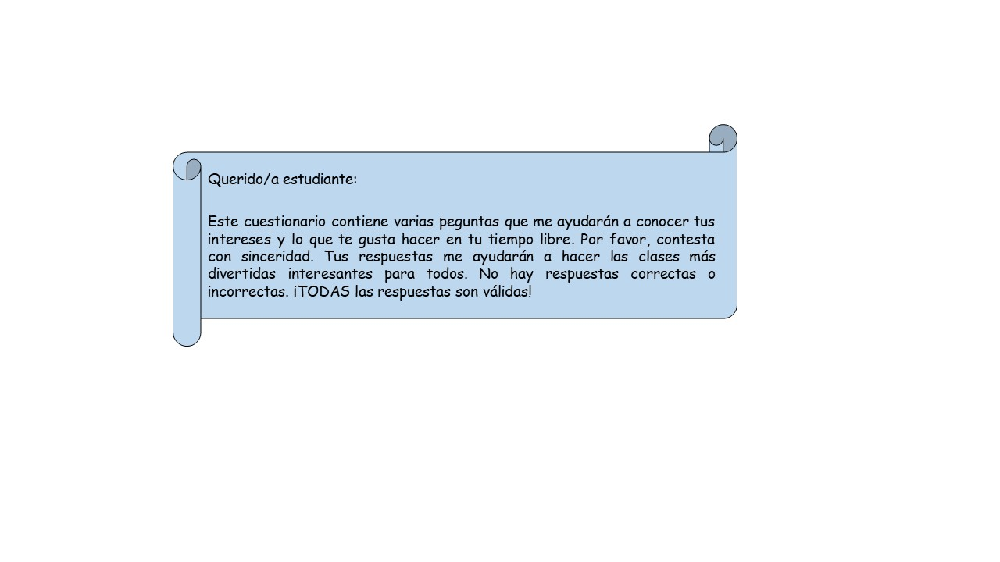 Querido/a estudiante:
Este cuestionario contiene varias peguntas que me ayudarán a conocer tus
intereses y lo que te gusta hacer en tu tiempo libre. Por favor, contesta
con sinceridad. Tus respuestas me ayudarán a hacer las clases más
divertidas interesantes para todos. No hay respuestas correctas o
incorrectas. ¡TODAS las respuestas son válidas!